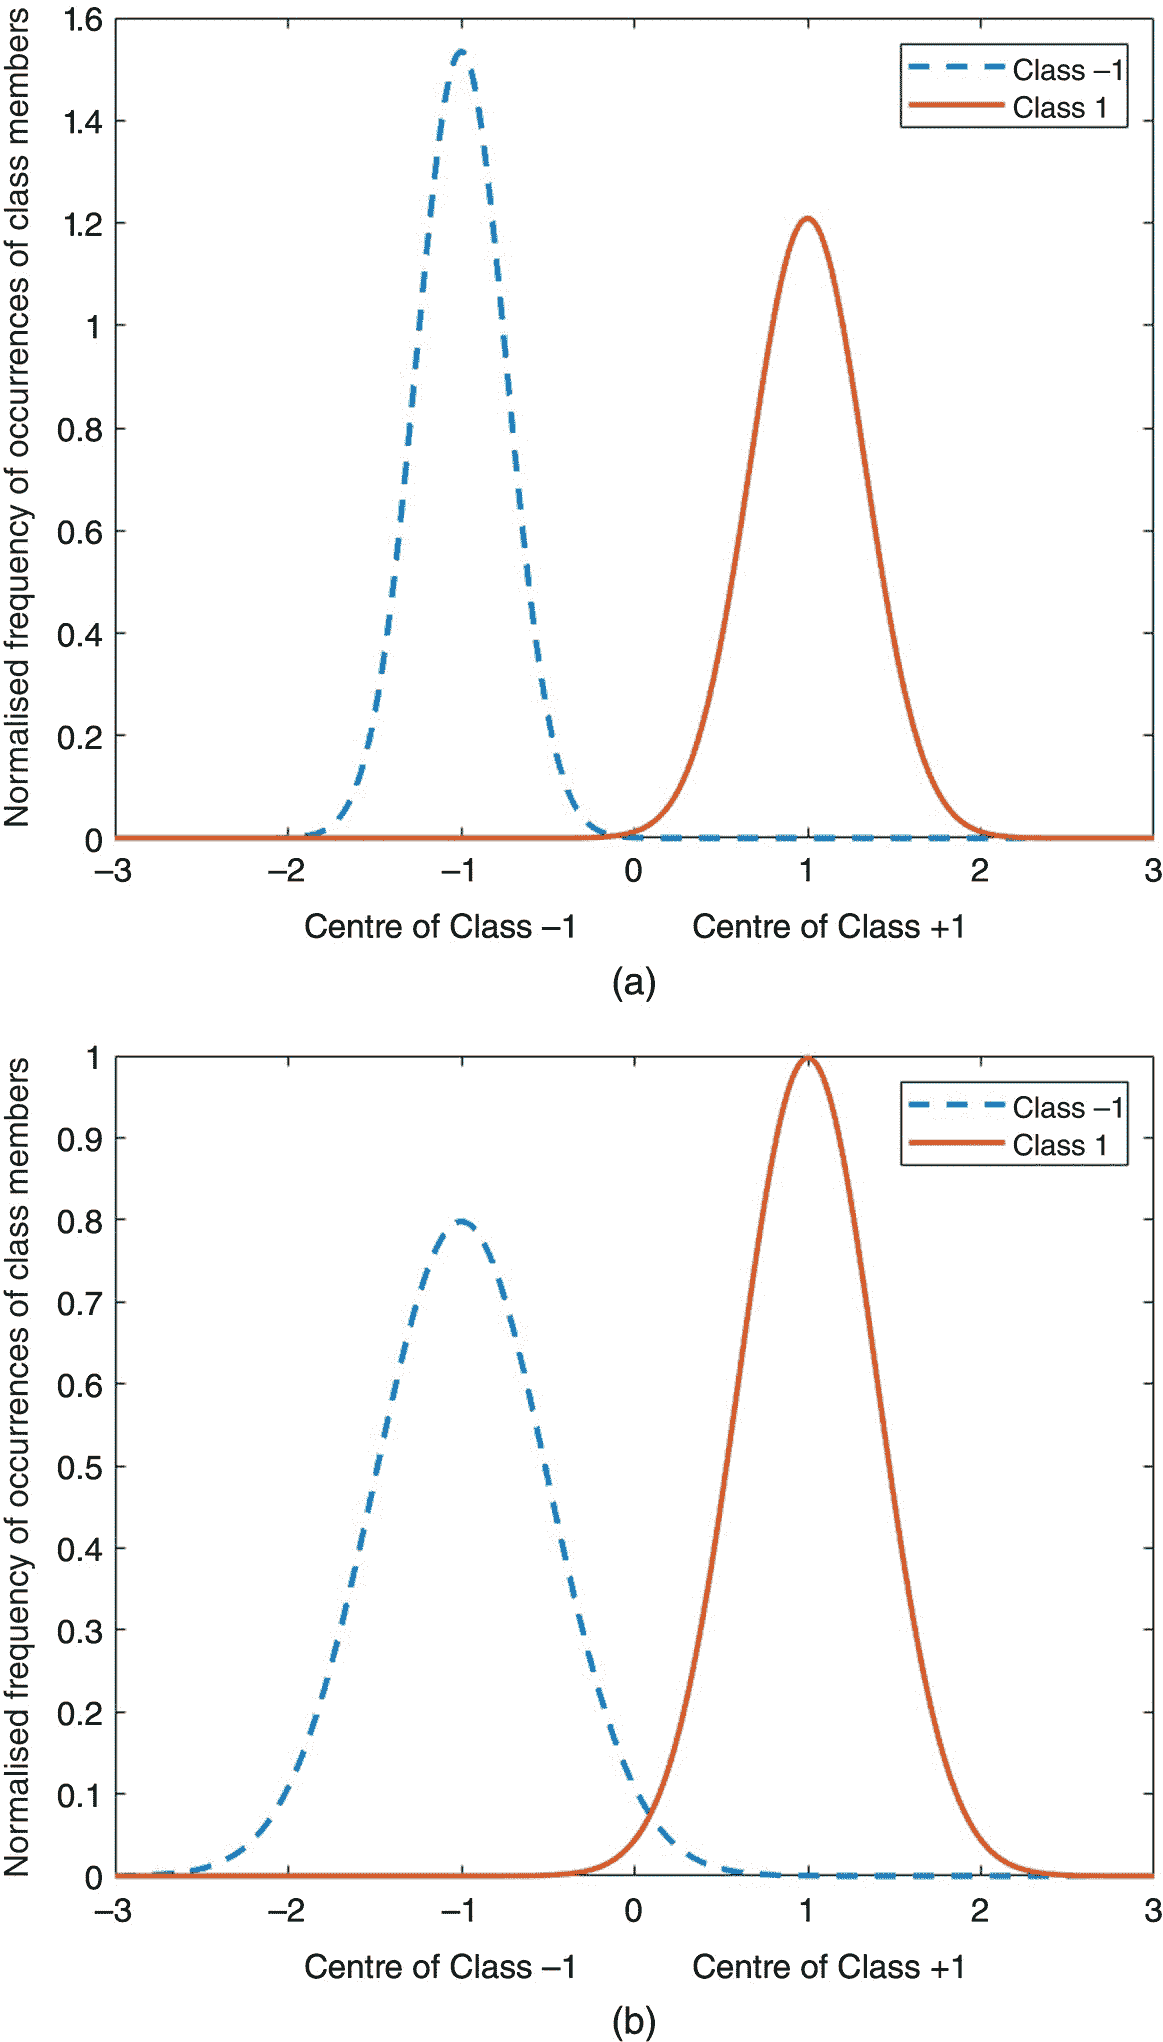 Normalised frequency of occurrences of class members
1.6
1.4
1.2
1
0.8
0.6
0.4
0.2
0
Class –1
Class 1
–3 –2 –1 0 1 2 3
Centre of Class –1 Centre of Class +1
(a)
Normalised frequency of occurrences of class members
1
0.9
0.8
0.7
0.6
0.5
0.4
0.3
0.2
0.1
0
Class –1
Class 1
–3 –2 –1 0 1 2 3
Centre of Class –1 Centre of Class +1
(b)